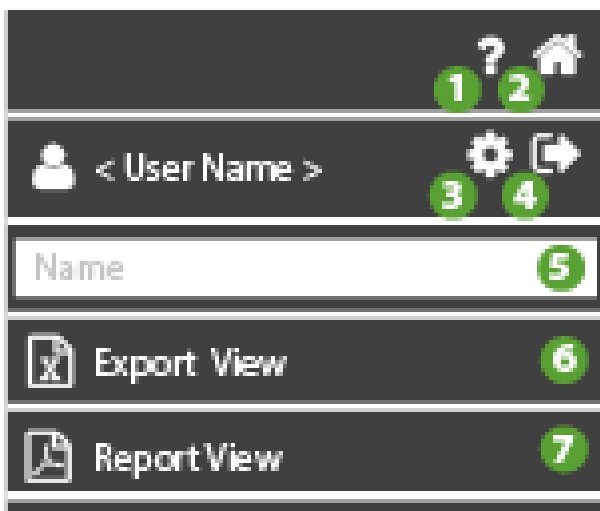 ?
1 2
< User Name >
3 4
Name 5
Export View 6
Report View 7